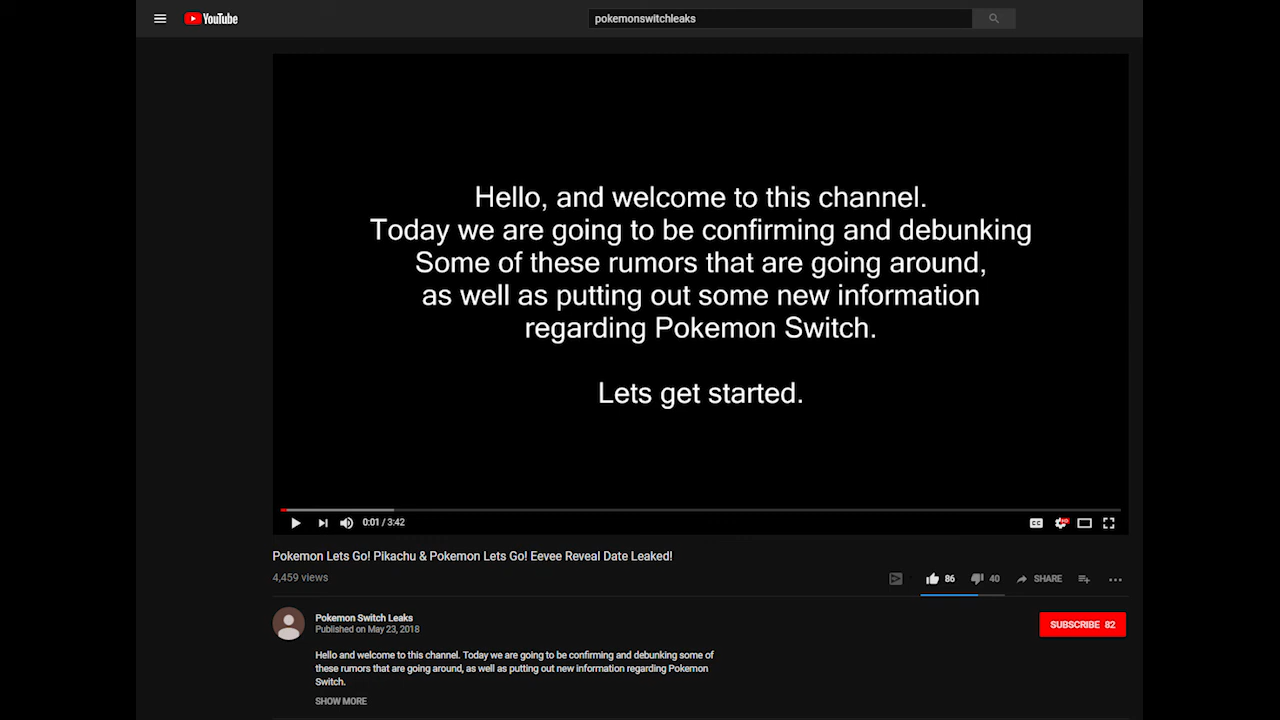 YouTube
pokemonswitchleaks
Hello, and welcome to this channel.
Today we are going to be confirming and debunking
Some of these rumors that are going around,
as well as putting out some new information
regarding Pokemon Switch.
Lets get started.
0:01 / 3:42
CC
HD
Pokemon Lets Go! Pikachu & Pokemon Lets Go! Eevee Reveal Date Leaked!
4,459 views
86
40
SHARE
Pokemon Switch Leaks
Published on May 23, 2018
SUBSCRIBE 82
Hello and welcome to this channel. Today we are going to be confirming and debunking some of
these rumors that are going around, as well as putting out new information regarding Pokemon
Switch.
SHOW MORE